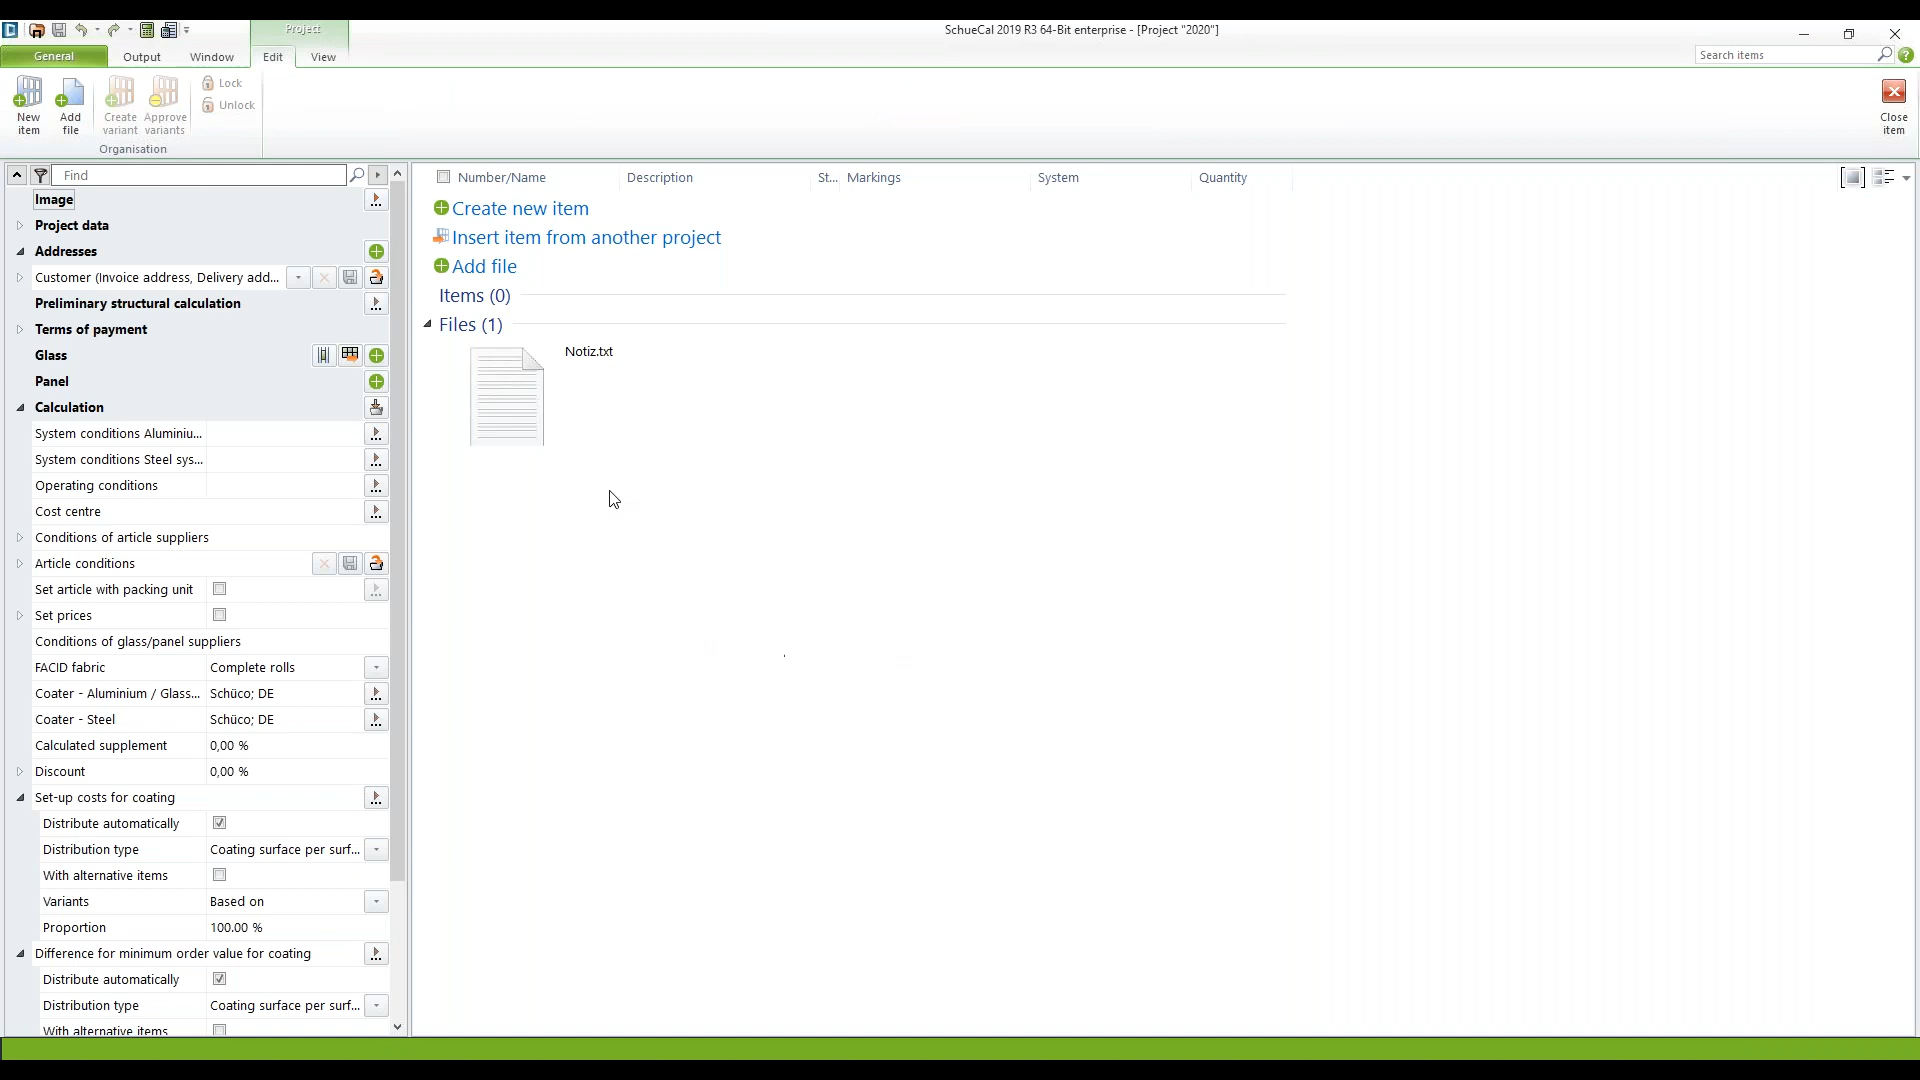 Project
SchueCal 2019 R3 64-Bit enterprise - [Project "2020"]
General
Output
Window
Edit
View
Search items
New item
Add file
Create variant
Approve variants
Lock
Unlock
Organisation
Close item
Find
Image
Project data
Addresses
Customer (Invoice address, Delivery add...
Preliminary structural calculation
Terms of payment
Glass
Panel
Calculation
System conditions Aluminiu...
System conditions Steel sys...
Operating conditions
Cost centre
Conditions of article suppliers
Article conditions
Set article with packing unit
Set prices
Conditions of glass/panel suppliers
FACID fabric Complete rolls
Coater - Aluminium / Glass... Schüco; DE
Coater - Steel Schüco; DE
Calculated supplement 0,00 %
Discount 0,00 %
Set-up costs for coating
Distribute automatically
Distribution type Coating surface per surf...
With alternative items
Variants Based on
Proportion 100.00 %
Difference for minimum order value for coating
Distribute automatically
Distribution type Coating surface per surf...
With alternative items
Number/Name Description St... Markings System Quantity
Create new item
Insert item from another project
Add file
Items (0)
Files (1)
Notiz.txt